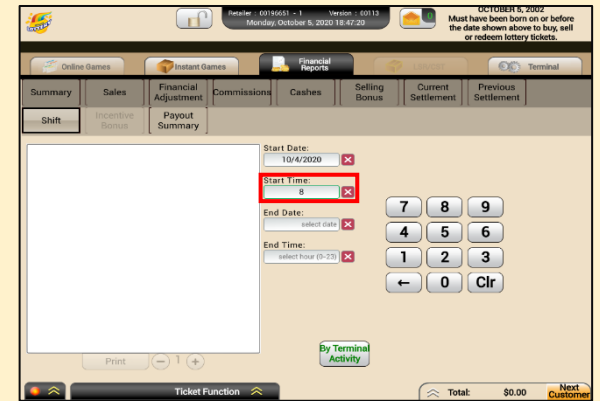 Retailer : 00196651 - 1 Version : 00113
Monday, October 5, 2020 18:47:20
0
OCTOBER 5, 2002
Must have been born on or before
the date shown above to buy, sell
or redeem lottery tickets.
Online Games
Instant Games
Financial
Reports
Terminal
Summary
Sales
Financial
Adjustment
Commissions
Cashes
Selling
Bonus
Current
Settlement
Previous
Settlement
Shift
Incentive
Bonus
Payout
Summary
Start Date:
10/4/2020
Start Time:
8
End Date:
select date
End Time:
select hour (0-23)
7 8 9
4 5 6
1 2 3
← 0 Clr
By Terminal
Activity
Print
1
Ticket Function
Total: $0.00
Next
Customer